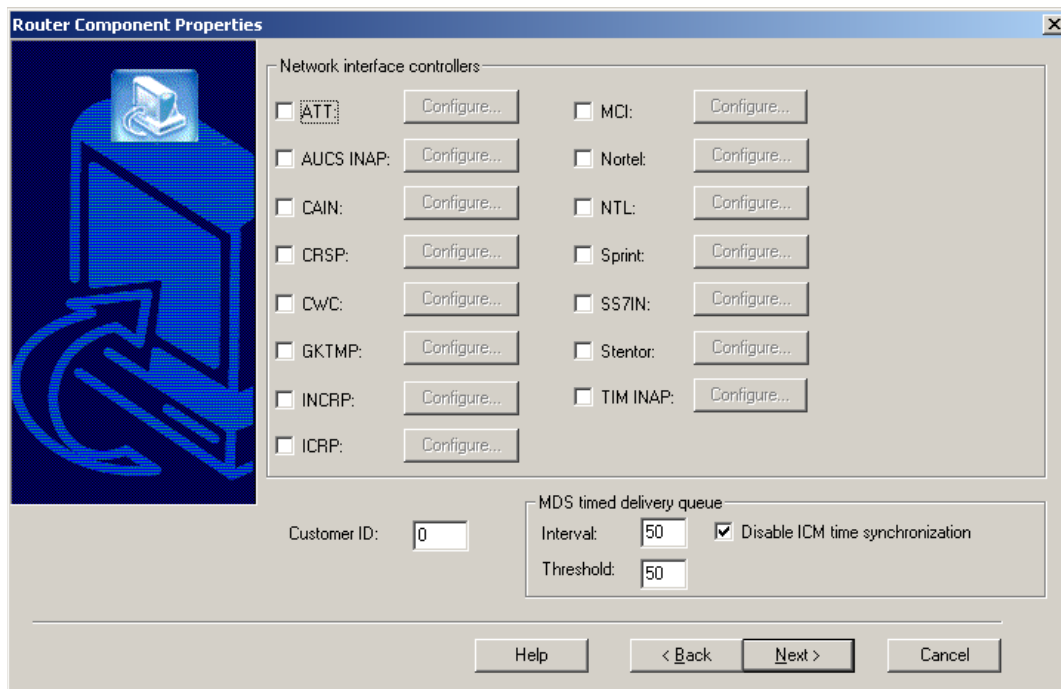 Router Component Properties
Network interface controllers
ATT: Configure... MCI: Configure...
AUCS INAP: Configure... Nortel: Configure...
CAIN: Configure... NTL: Configure...
CRSP: Configure... Sprint: Configure...
CWC: Configure... SS7IN: Configure...
GKTMP: Configure... Stentor: Configure...
INCRP: Configure... TIM INAP: Configure...
ICRP: Configure...
MDS timed delivery queue
Customer ID: 0 Interval: 50 Disable ICM time synchronization
Threshold: 50
Help < Back Next > Cancel